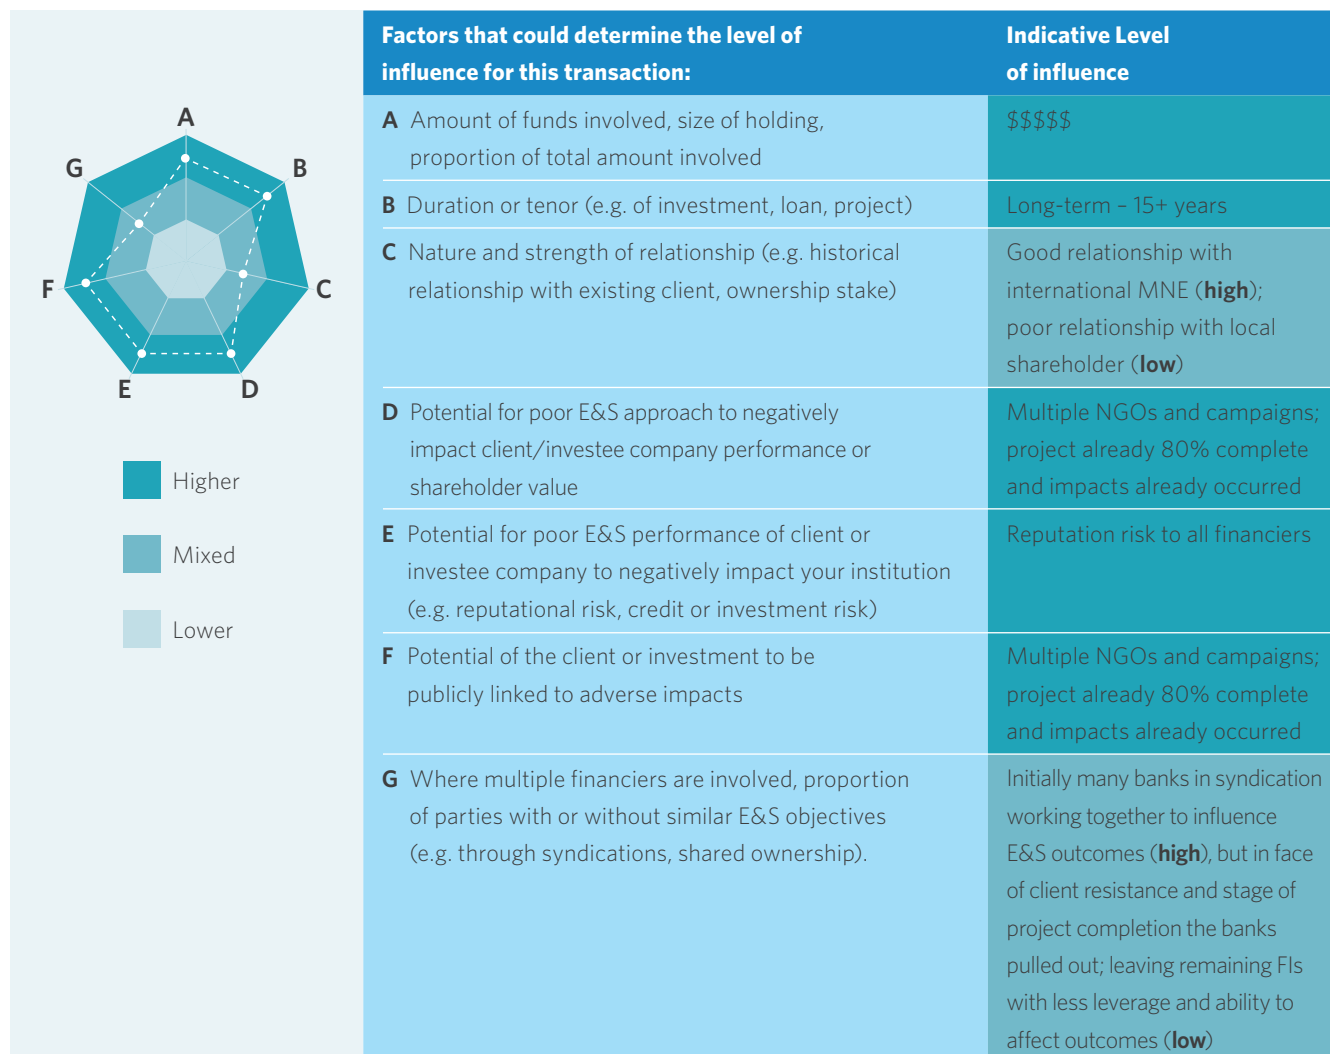 A
G
B
F
C
E
D
Higher
Mixed
Lower
Factors that could determine the level of
influence for this transaction:
Indicative Level
of influence
A Amount of funds involved, size of holding,
proportion of total amount involved
$$$$$
B Duration or tenor (e.g. of investment, loan, project)
Long-term – 15+ years
C Nature and strength of relationship (e.g. historical
relationship with existing client, ownership stake)
Good relationship with
international MNE (high);
poor relationship with local
shareholder (low)
D Potential for poor E&S approach to negatively
impact client/investee company performance or
shareholder value
Multiple NGOs and campaigns;
project already 80% complete
and impacts already occurred
E Potential for poor E&S performance of client or
investee company to negatively impact your institution
(e.g. reputational risk, credit or investment risk)
Reputation risk to all financiers
F Potential of the client or investment to be
publicly linked to adverse impacts
Multiple NGOs and campaigns;
project already 80% complete
and impacts already occurred
G Where multiple financiers are involved, proportion
of parties with or without similar E&S objectives
(e.g. through syndications, shared ownership).
Initially many banks in syndication
working together to influence
E&S outcomes (high), but in face
of client resistance and stage of
project completion the banks
pulled out; leaving remaining FIs
with less leverage and ability to
affect outcomes (low)